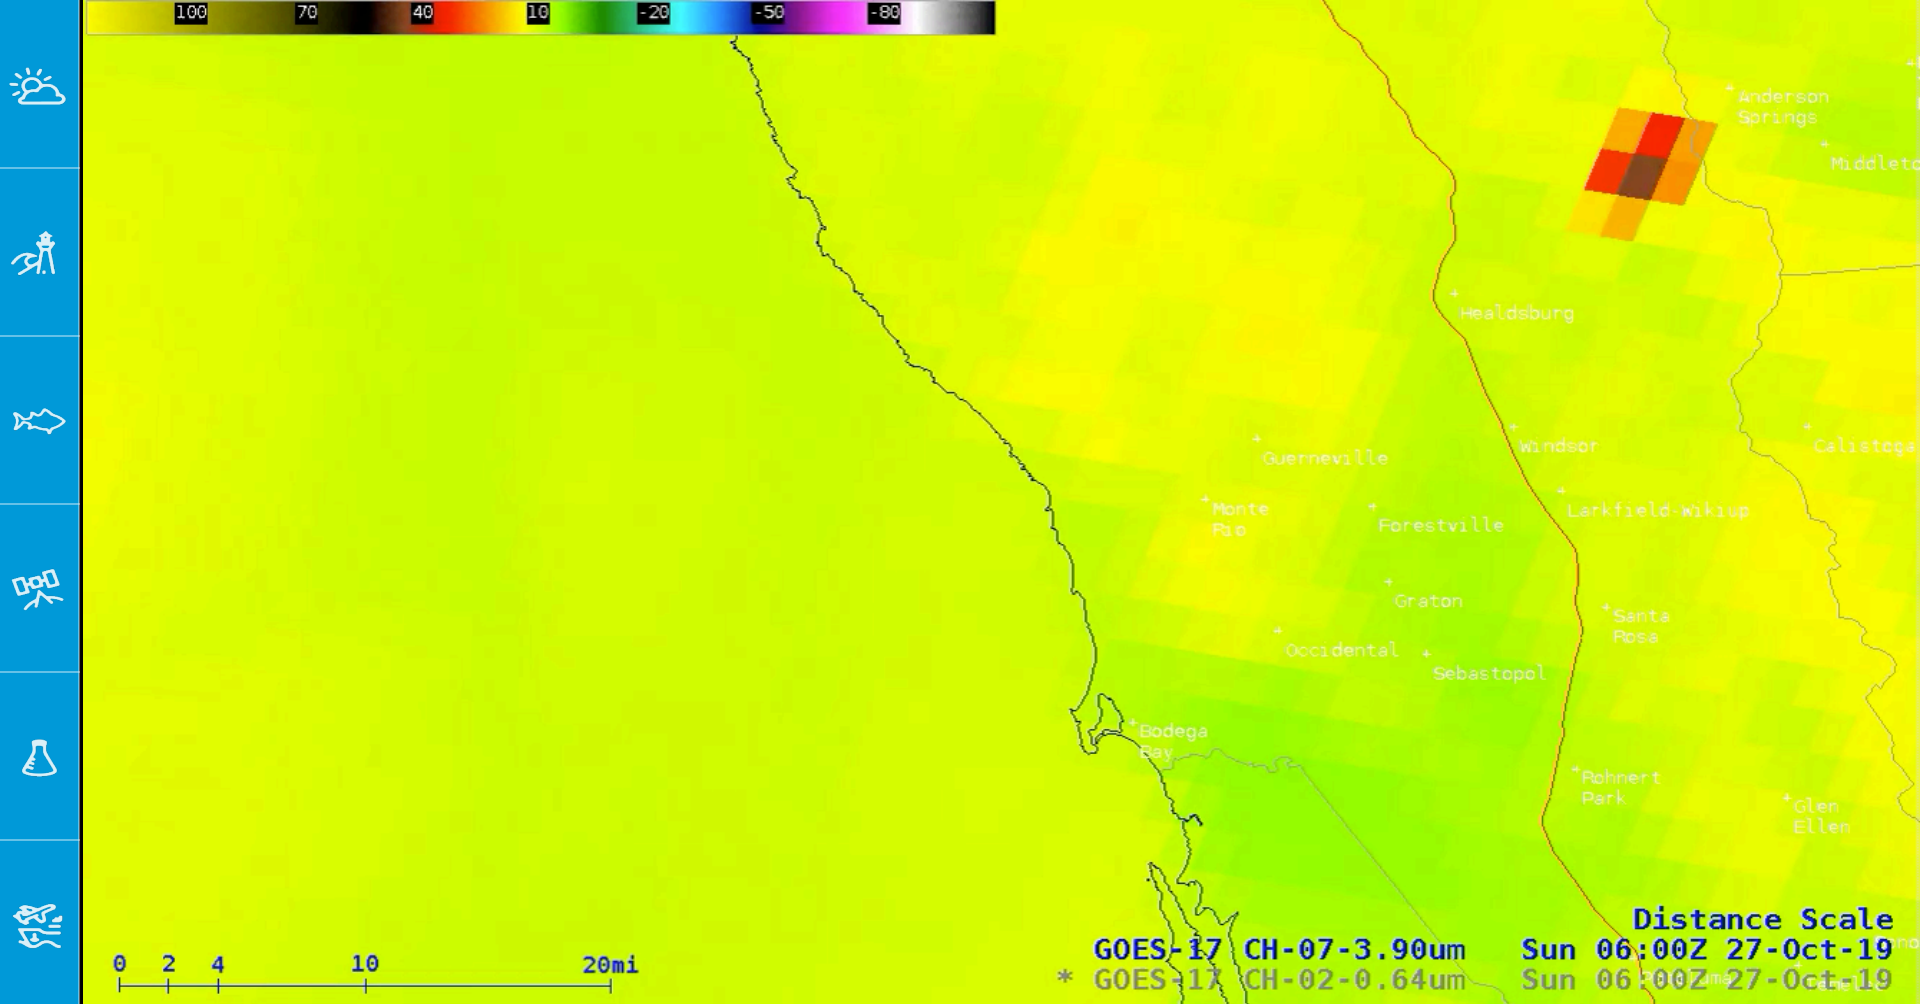 100 70 40 10 -20 -50 -80
Anderson
Springs
Middleto
Healdsburg
Windsor
Calistoga
Guerneville
Monte
Rio
Larkfield-Wikiup
Forestville
Graton
Santa
Rosa
Occidental
Sebastopol
Bodega
Bay
Rohnert
Park
Glen
Ellen
Distance Scale
GOES-17 CH-07-3.90um Sun 06:00Z 27-Oct-19
* GOES-17 CH-02-0.64um Sun 06:00Z 27-Oct-19
0 2 4 10 20mi